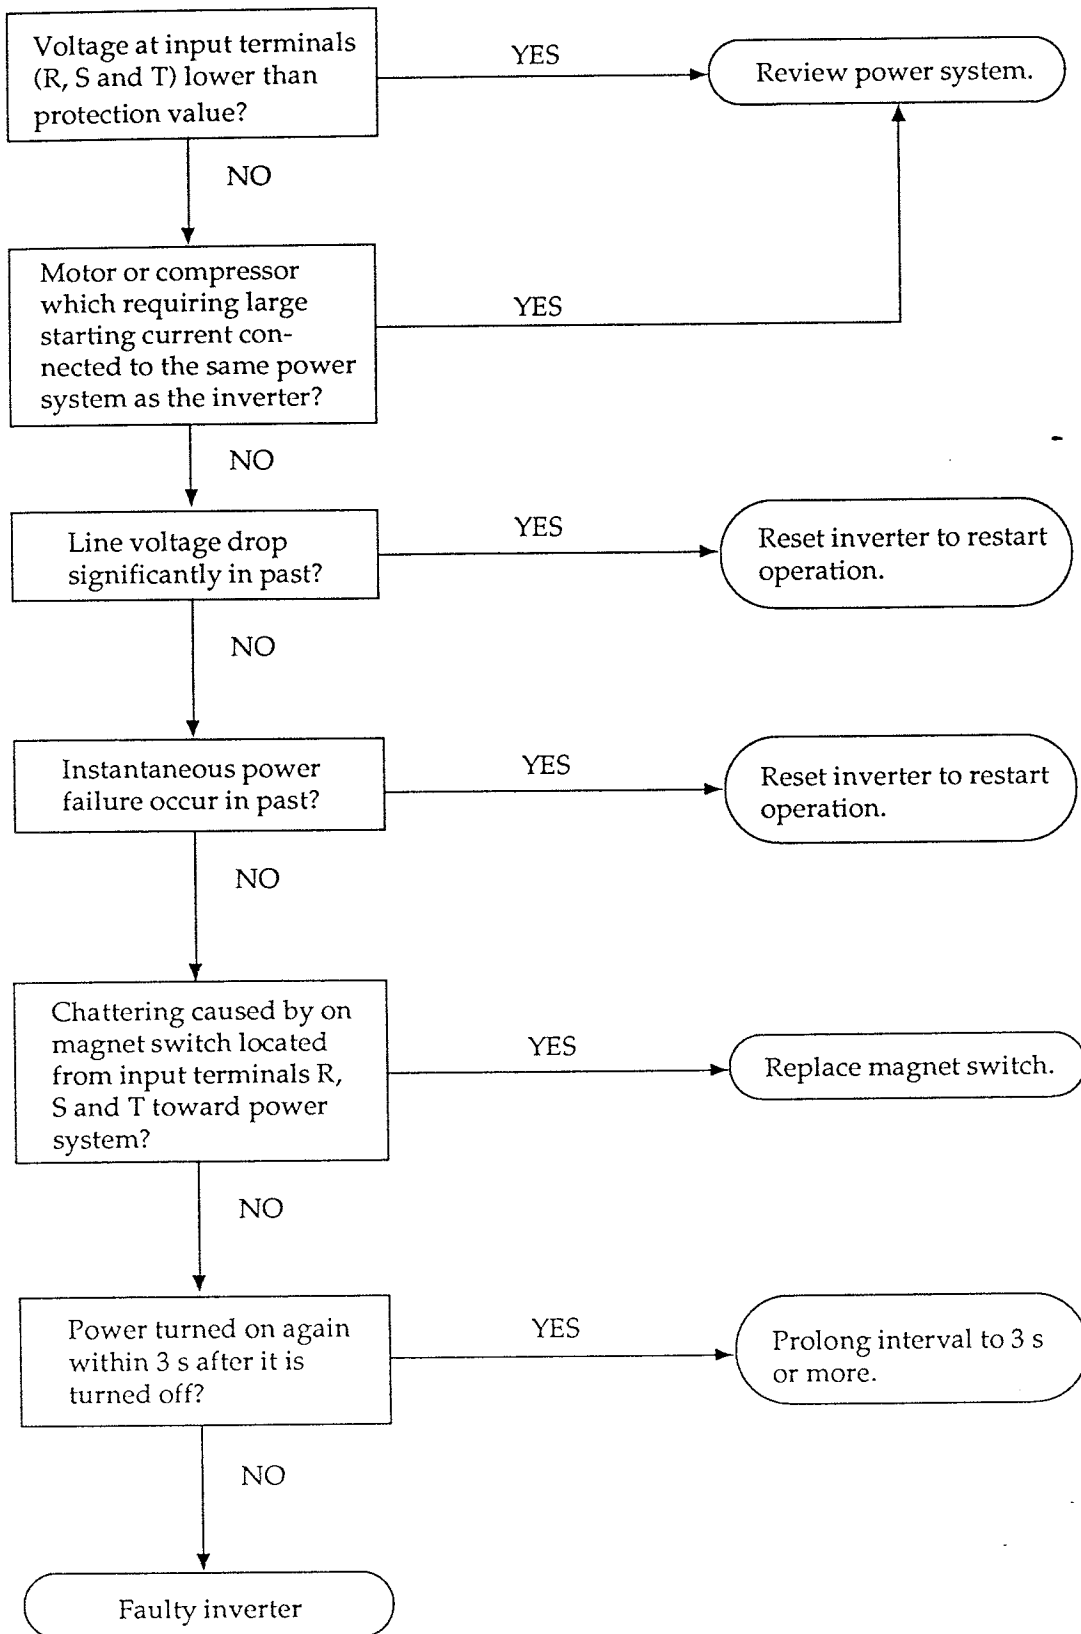 Voltage at input terminals
(R, S and T) lower than
protection value?
YES
Review power system.
NO
Motor or compressor
which requiring large
starting current con-
nected to the same power
system as the inverter?
YES
NO
Line voltage drop
significantly in past?
YES
Reset inverter to restart
operation.
NO
Instantaneous power
failure occur in past?
YES
Reset inverter to restart
operation.
NO
Chattering caused by on
magnet switch located
from input terminals R,
S and T toward power
system?
YES
Replace magnet switch.
NO
Power turned on again
within 3 s after it is
turned off?
YES
Prolong interval to 3 s
or more.
NO
Faulty inverter